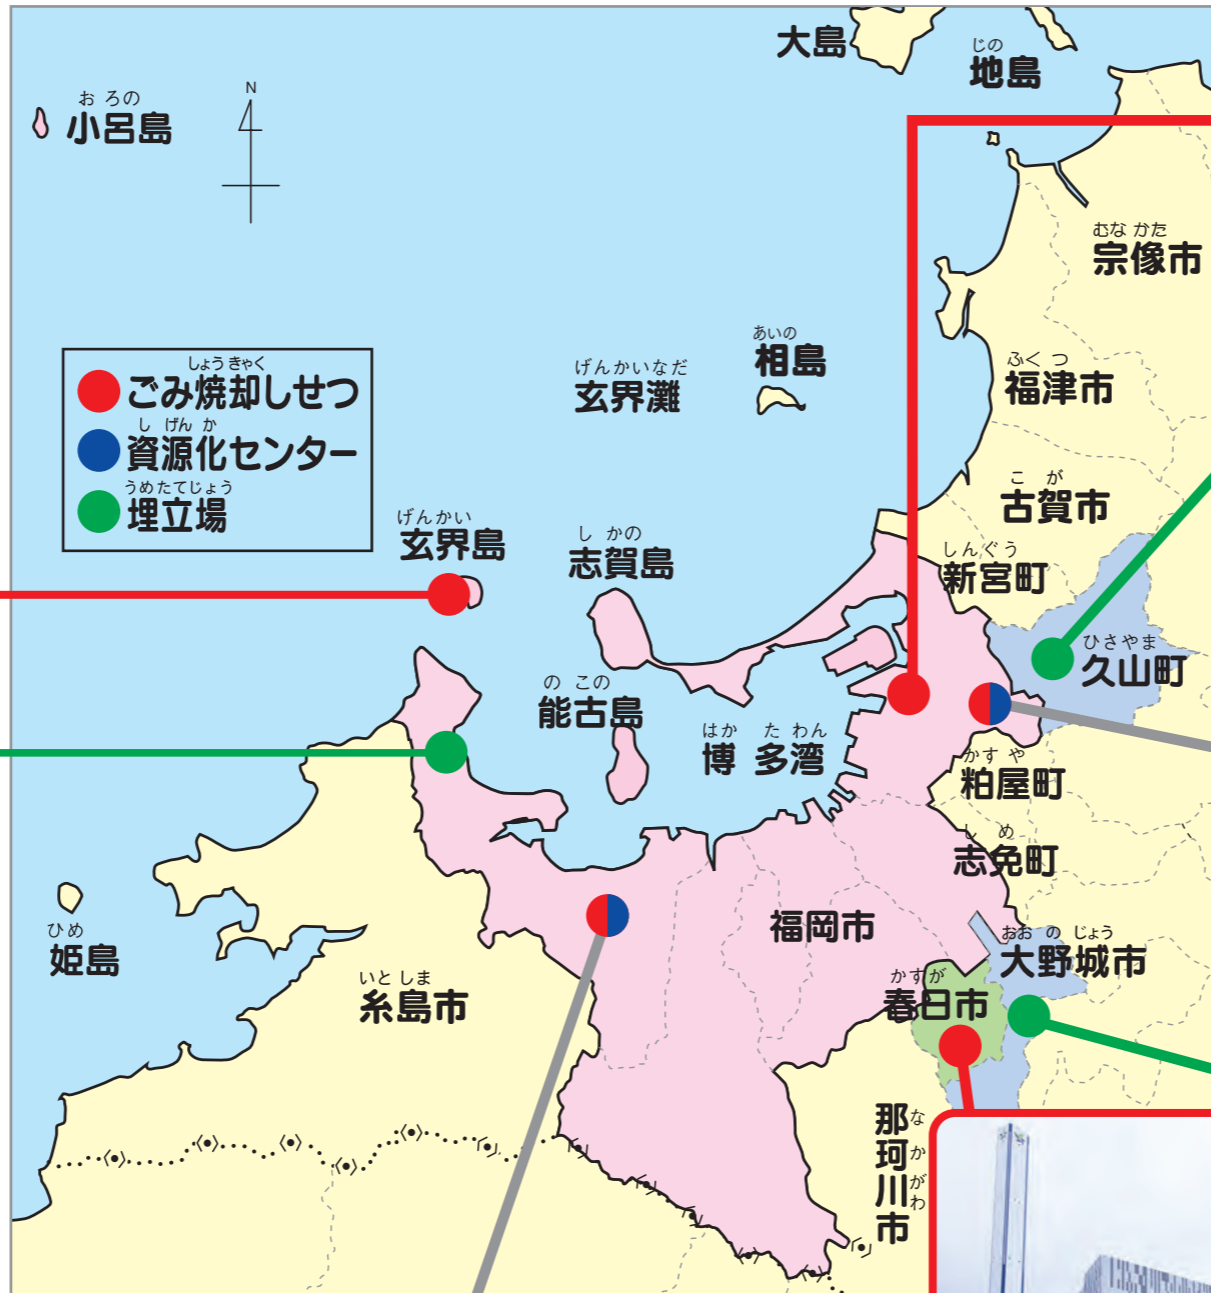 大島
じの
地島
お ろの
小呂島
N
むな かた
宗像市
あいの
相島
げんかいなだ
玄界灘
ふく つ
福津市
しょう きゃく
ごみ焼却しせつ
し げん か
資源化センター
うめたてじょう
埋立場
こ が
古賀市
げんかい
玄界島
し かの
志賀島
しんぐう
新宮町
ひさやま
久山町
の この
能古島
はか た わん
博多湾
かす や
粕屋町
し め
志免町
福岡市
ひめ
姫島
おお の じょう
大野城市
いと しま
糸島市
かすが
春日市
な か がわ
那珂川市